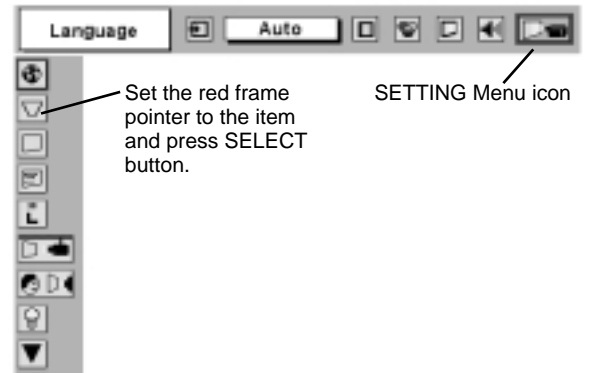 Language Auto
SETTING Menu icon
Set the red frame
pointer to the item
and press SELECT
button.